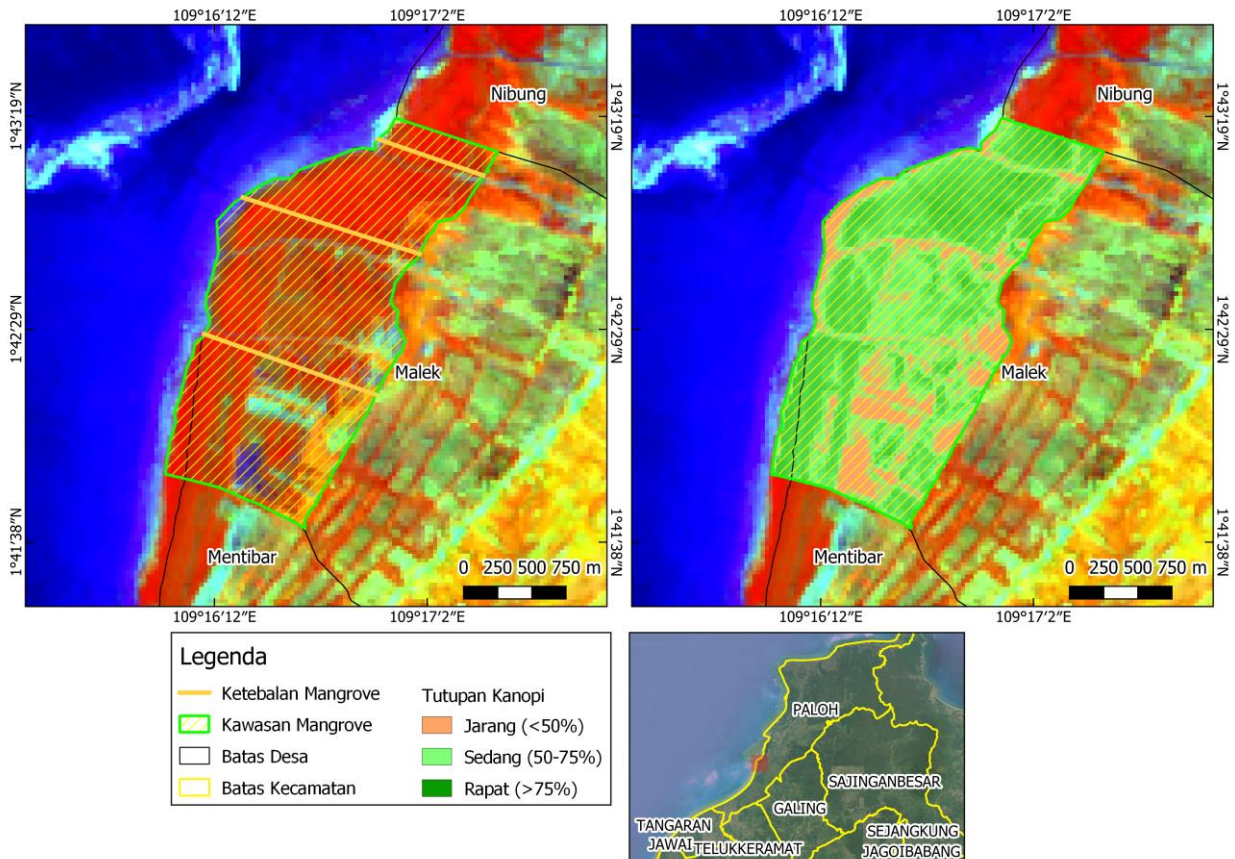 109°16'12"E 109°17'2"E
109°16'12"E 109°17'2"E
Nibung
Nibung
1°43'19"N
1°43'19"N
1°43'19"N
1°43'19"N
1°42'29"N
1°42'29"N
1°42'29"N
1°42'29"N
Malek
Malek
1°41'38"N
1°41'38"N
1°41'38"N
1°41'38"N
Mentibar
Mentibar
0 250 500 750 m
0 250 500 750 m
109°16'12"E 109°17'2"E
109°16'12"E 109°17'2"E
Legenda
Ketebalan Mangrove
Kawasan Mangrove
Batas Desa
Batas Kecamatan
Tutupan Kanopi
Jarang (<50%)
Sedang (50-75%)
Rapat (>75%)
PALOH
SAJINGANBESAR
GALING
TANGARAN
SEJANGKUNG
JAWAI
TELUKKERAMAT
JAGOIBABANG